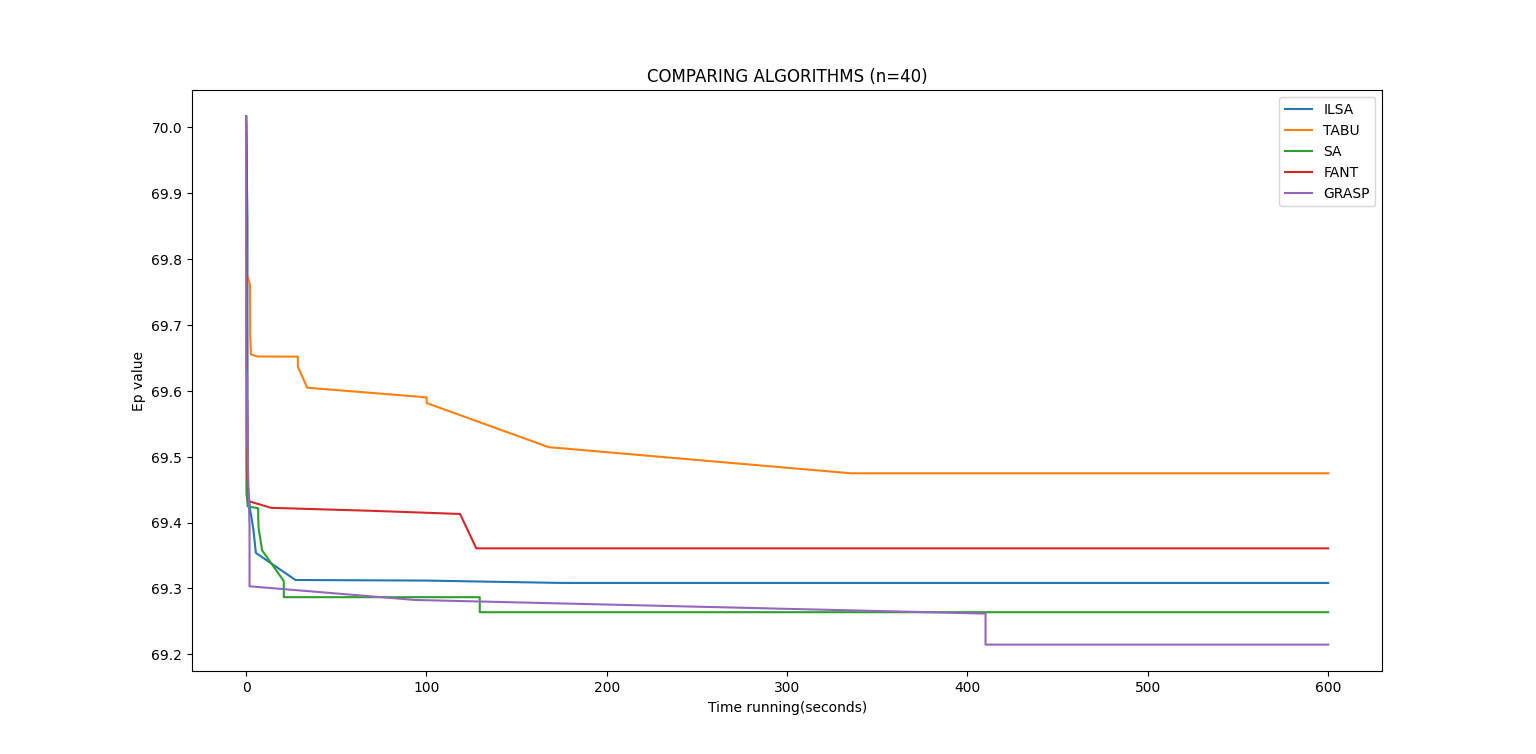 COMPARING ALGORITHMS (n=40)
ILSA
TABU
SA
FANT
GRASP
70.0
69.9
69.8
69.7
69.6
69.5
69.4
69.3
69.2
Ep value
0 100 200 300 400 500 600
Time running(seconds)